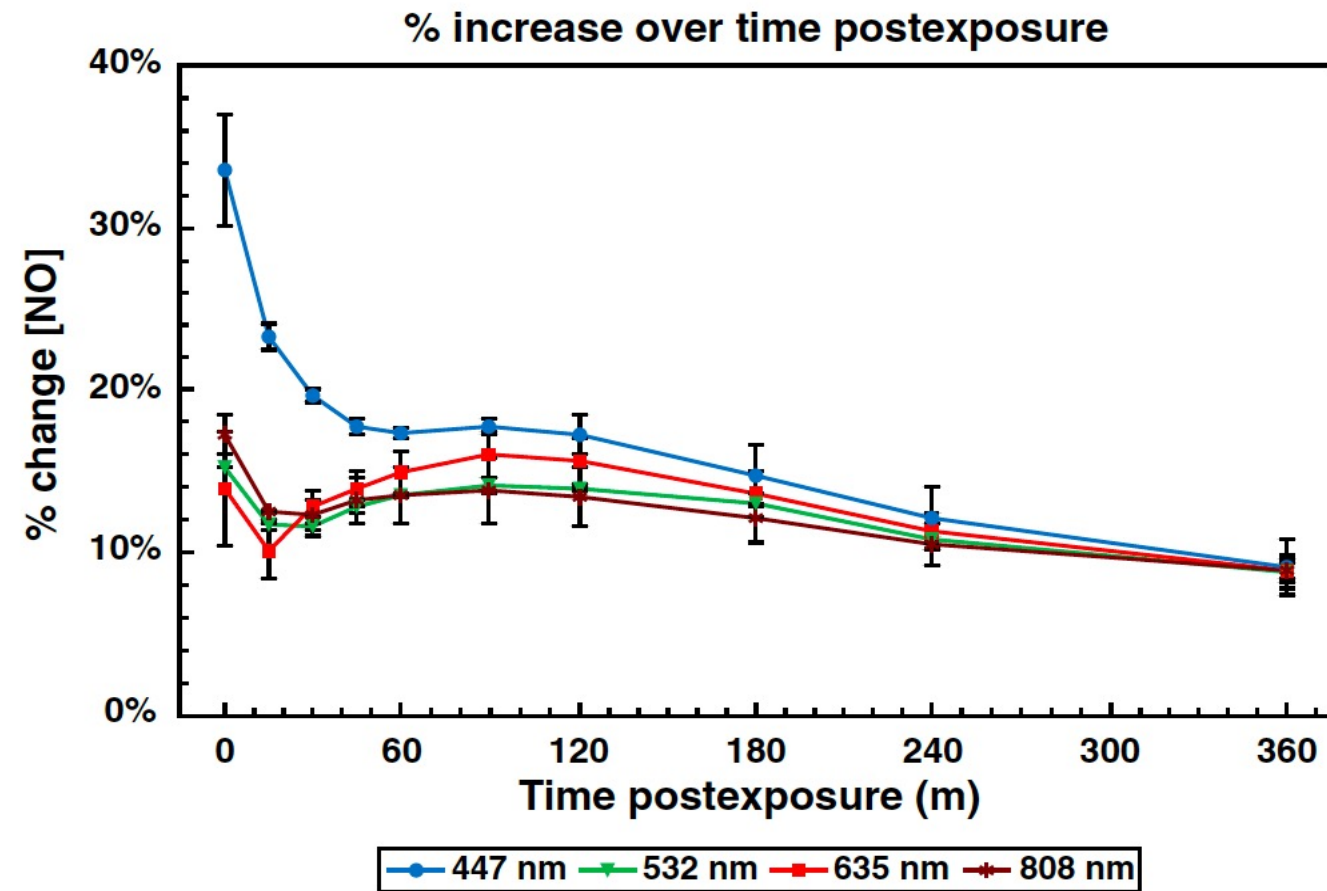 % increase over time postexposure
40%
30%
20%
10%
0%
% change [NO]
0 60 120 180 240 300 360
Time postexposure (m)
447 nm 532 nm 635 nm 808 nm